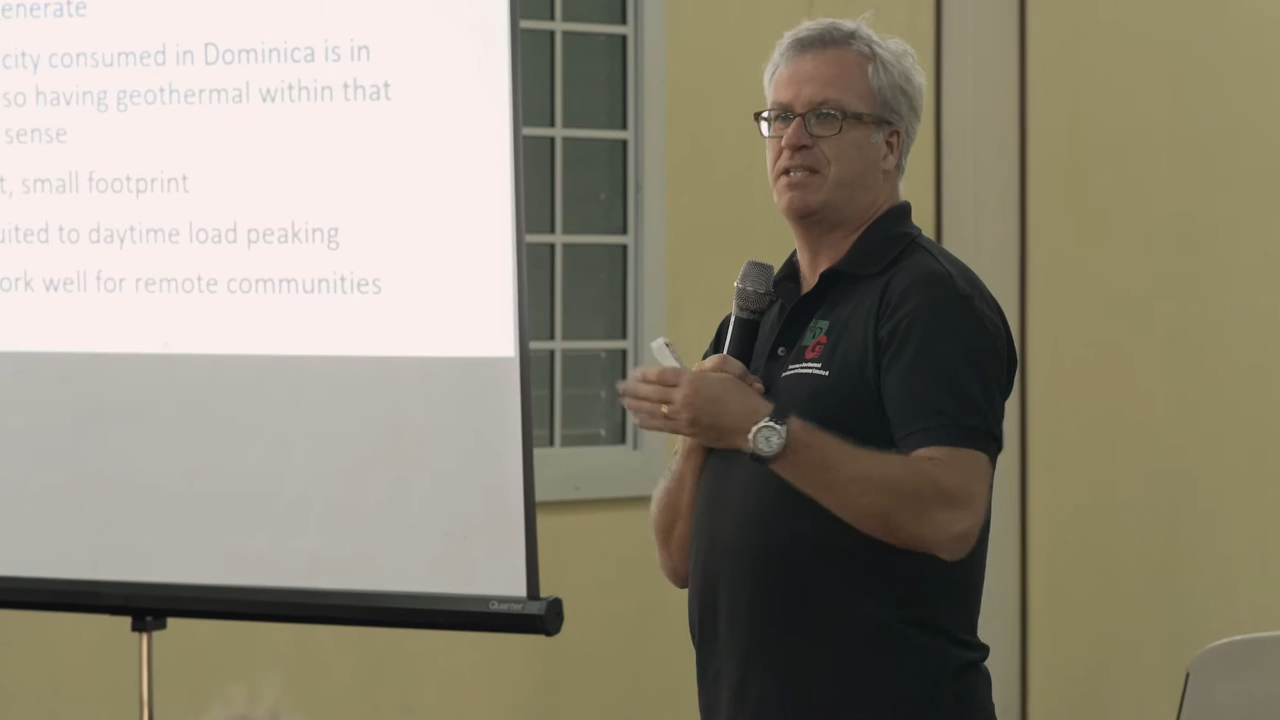 enerate
city consumed in Dominica is in
so having geothermal within that
sense
t, small footprint
uited to daytime load peaking
ork well for remote communities
Quartet